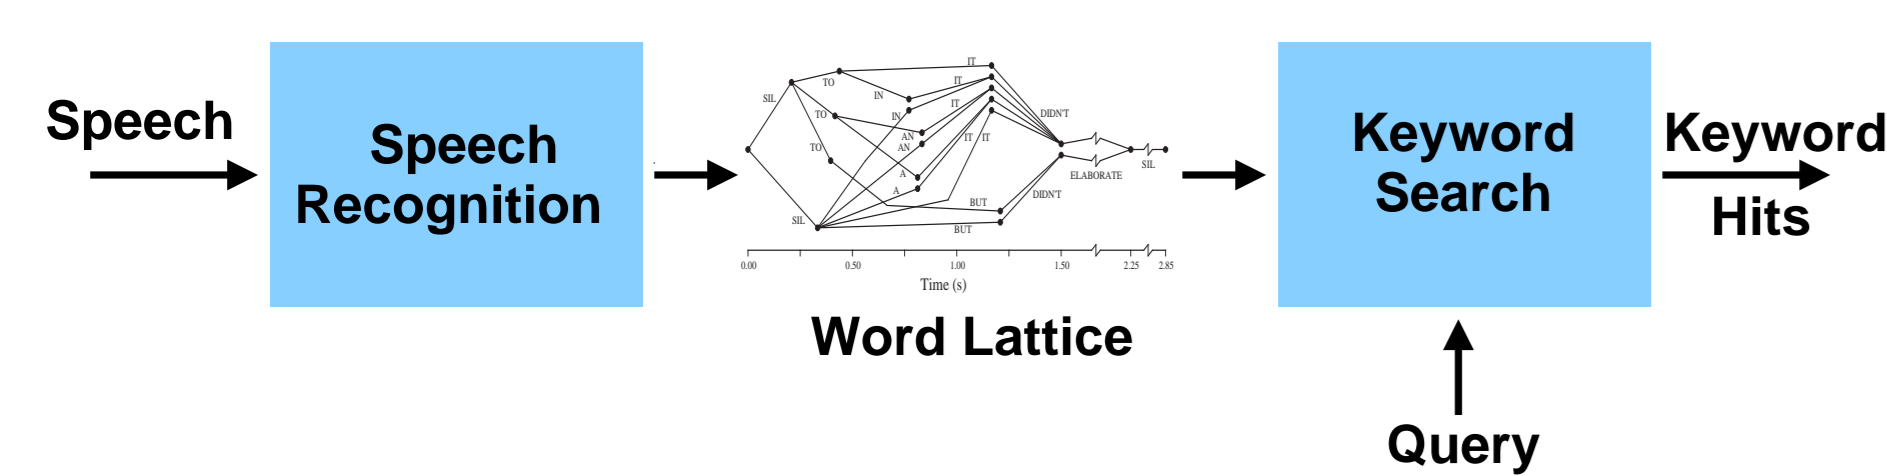 Speech
Speech
Recognition
SIL
TO
TO
TO
SIL
IN
IN
AN
AN
A
A
IT
IT
IT
IT
IT
BUT
BUT
DIDN'T
DIDN'T
ELABORATE
SIL
0.00 0.50 1.00 1.50 2.25 2.85
Time (s)
Word Lattice
Keyword
Search
Keyword
Hits
Query